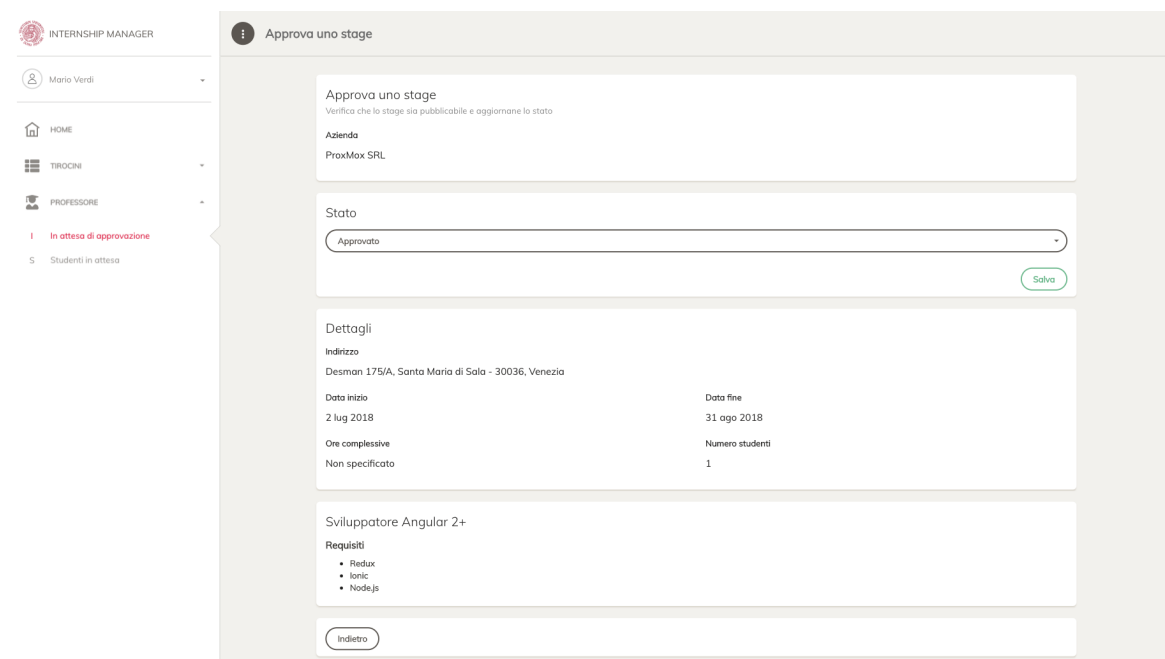 INTERNSHIP MANAGER
Mario Verdi
HOME
TIROCINI
PROFESSORE
I In attesa di approvazione
S Studenti in attesa
Approva uno stage
Approva uno stage
Verifica che lo stage sia pubblicabile e aggiornane lo stato
Azienda
ProxMox SRL
Stato
Approvato
Salva
Dettagli
Indirizzo
Desman 175/A, Santa Maria di Sala - 30036, Venezia
Data inizio Data fine
2 lug 2018 31 ago 2018
Ore complessive Numero studenti
Non specificato 1
Sviluppatore Angular 2+
Requisiti
• Redux
• Ionic
• Node.js
Indietro